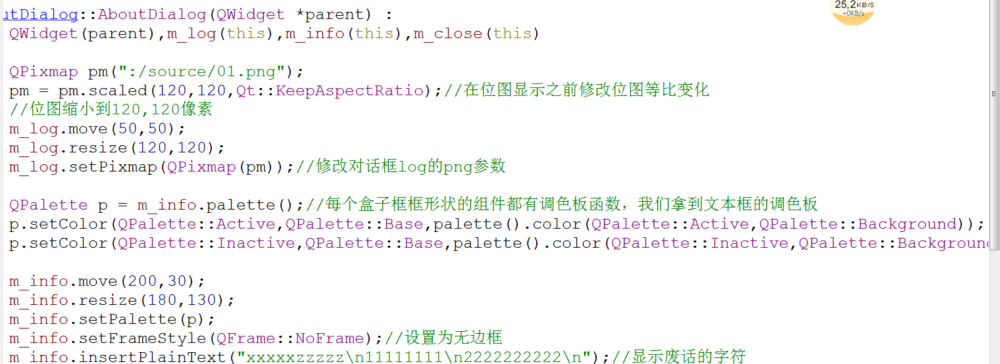 utDialog::AboutDialog(QWidget *parent) :
25.2KB/S
+0KB/S
QWidget(parent),m_log(this),m_info(this),m_close(this)
QPixmap pm(":/source/01.png");
pm = pm.scaled(120,120,Qt::KeepAspectRatio);//在位图显示之前修改位图等比变化
//位图缩小到120,120像素
m_log.move(50,50);
m_log.resize(120,120);
m_log.setPixmap(QPixmap(pm));//修改对话框log的png参数
QPalette p = m_info.palette();//每个盒子框框形状的组件都有调色板函数，我们拿到文本框的调色板
p.setColor(QPalette::Active,QPalette::Base,palette().color(QPalette::Active,QPalette::Background));
p.setColor(QPalette::Inactive,QPalette::Base,palette().color(QPalette::Inactive,QPalette::Background
m_info.move(200,30);
m_info.resize(180,130);
m_info.setPalette(p);
m_info.setFrameStyle(QFrame::NoFrame);//设置为无边框
m_info.insertPlainText("xxxxxzzzzz\n11111111\n2222222222\n");//显示废话的字符